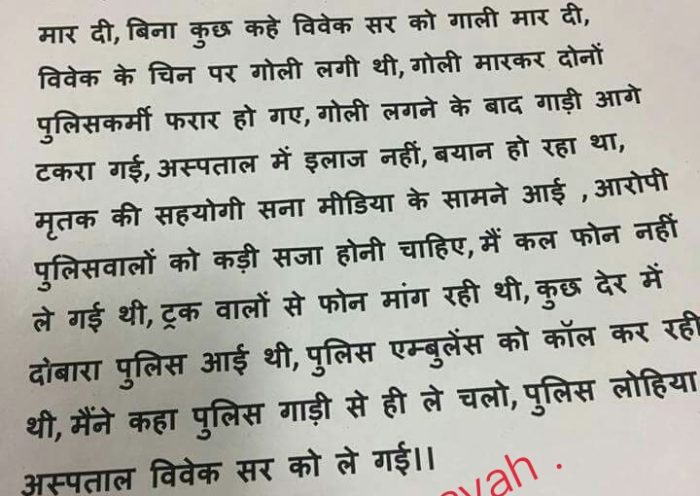 मार दी, बिना कुछ कहे विवेक सर को गाली मार दी,
विवेक के चिन पर गोली लगी थी, गोली मारकर दोनों
पुलिसकर्मी फरार हो गए, गोली लगने के बाद गाड़ी आगे
टकरा गई, अस्पताल में इलाज नहीं, बयान हो रहा था,
मृतक की सहयोगी सना मीडिया के सामने आई , आरोपी
पुलिसवालों को कड़ी सजा होनी चाहिए, मैं कल फोन नहीं
ले गई थी, ट्रक वालों से फोन मांग रही थी, कुछ देर में
दोबारा पुलिस आई थी, पुलिस एम्बुलेंस को कॉल कर रही
थी, मैंने कहा पुलिस गाड़ी से ही ले चलो, पुलिस लोहिया
अस्पताल विवेक सर को ले गई।।